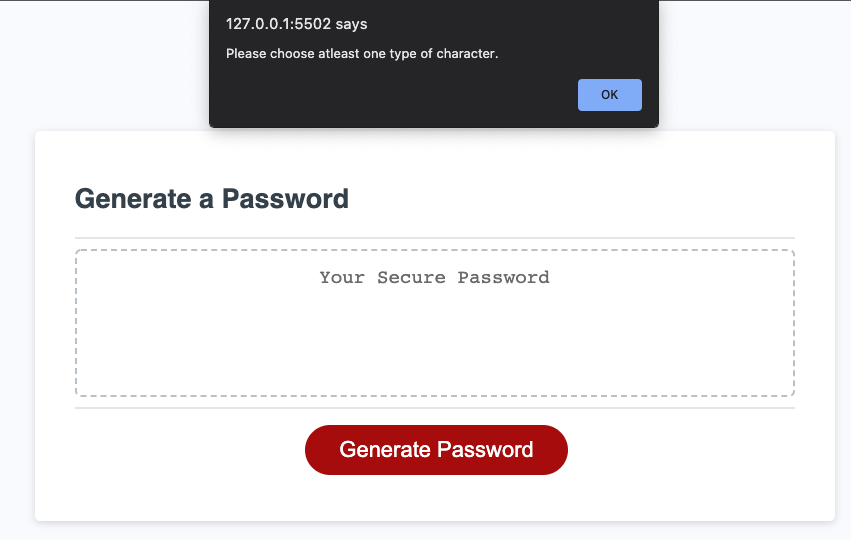 127.0.0.1:5502 says
Please choose atleast one type of character.
OK
Generate a Password
Your Secure Password
Generate Password